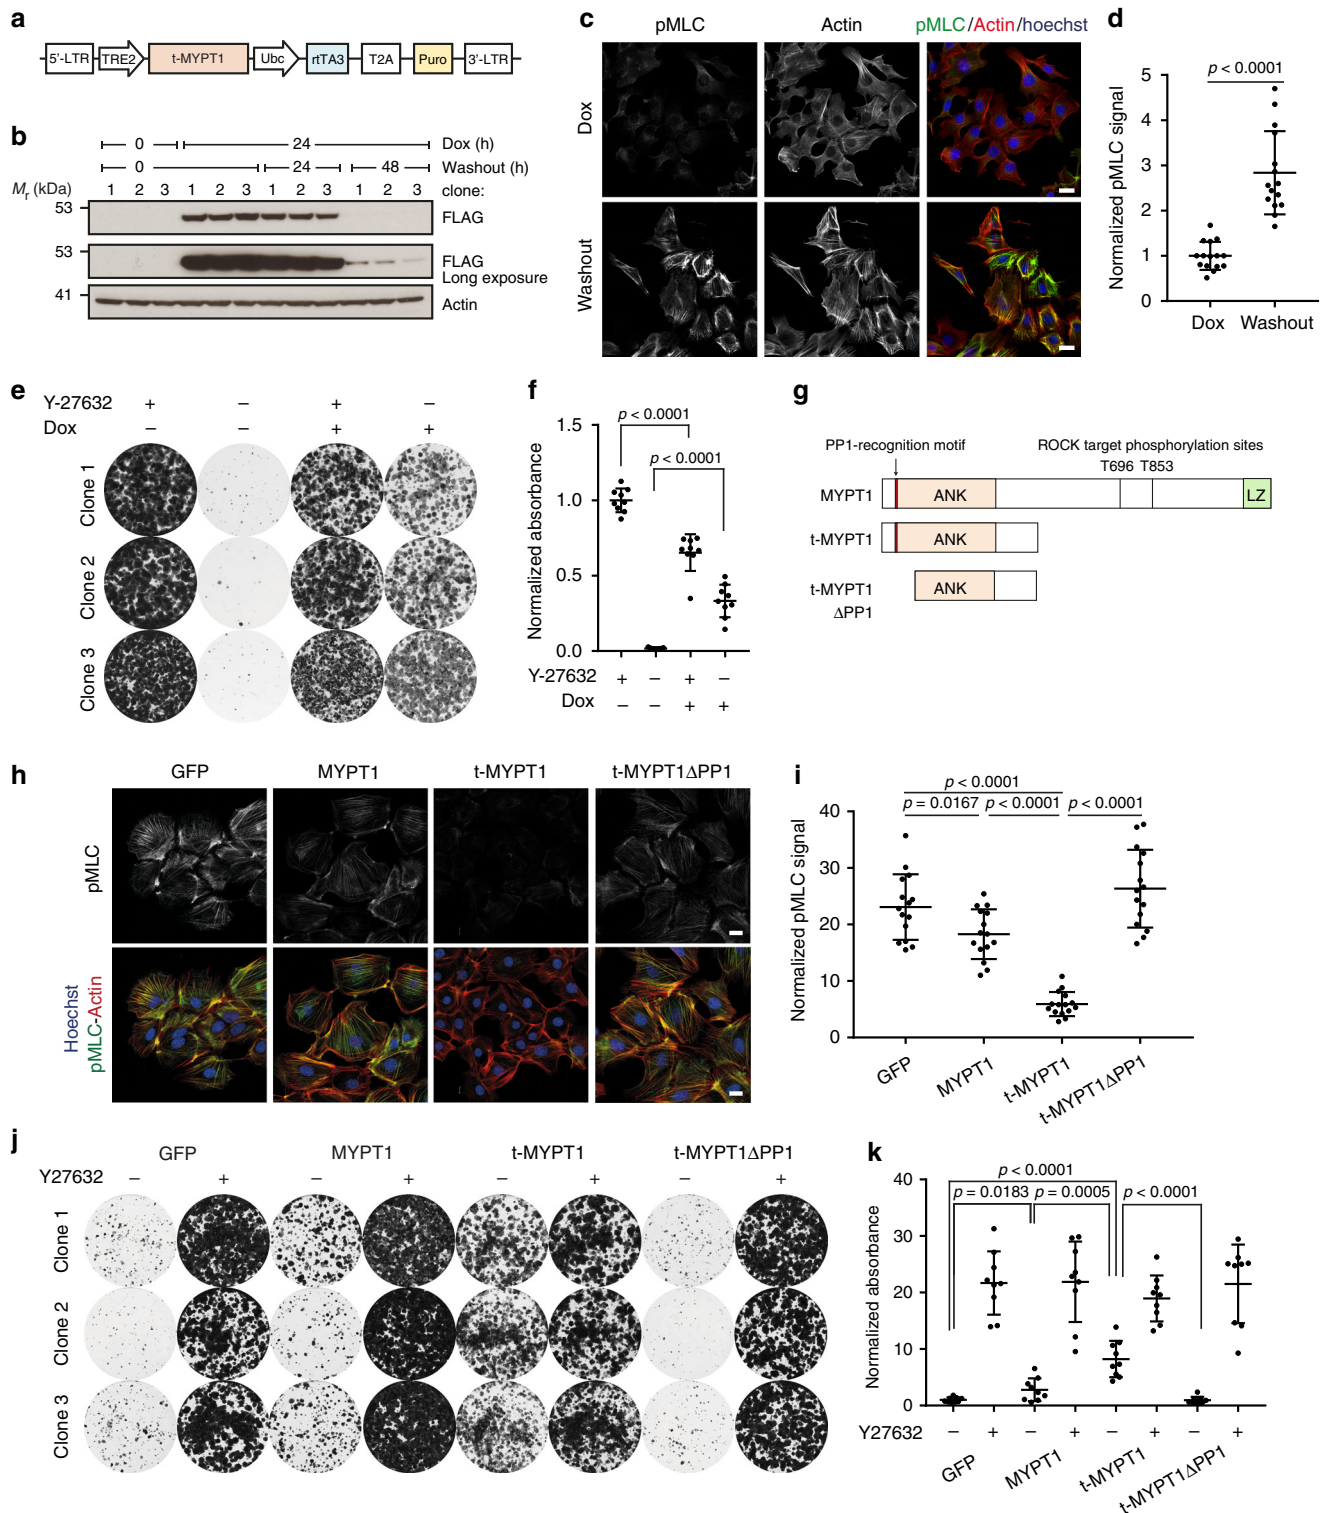 a
5'-LTR TRE2 t-MYPT1 Ubc rtTA3 T2A Puro 3'-LTR
b
0 24 Dox (h)
0 24 48 Washout (h)
Mr (kDa) 1 2 3 1 2 3 1 2 3 1 2 3 clone:
53 FLAG
53 FLAG
Long exposure
41 Actin
c
pMLC Actin pMLC/Actin/hoechst
Dox
Washout
d
p < 0.0001
Normalized pMLC signal
5
4
3
2
1
0
Dox Washout
e
Y-27632 + − + −
Dox − − + +
Clone 1
Clone 2
Clone 3
f
p < 0.0001
p < 0.0001
Normalized absorbance
1.5
1.0
0.5
0.0
Y-27632 + − + −
Dox − − + +
g
PP1-recognition motif ROCK target phosphorylation sites
T696 T853
MYPT1 ANK LZ
t-MYPT1 ANK
t-MYPT1 ANK
ΔPP1
h
GFP MYPT1 t-MYPT1 t-MYPT1ΔPP1
pMLC
Hoechst
pMLC-Actin
i
p < 0.0001
p = 0.0167 p < 0.0001 p < 0.0001
Normalized pMLC signal
40
30
20
10
0
GFP MYPT1 t-MYPT1 t-MYPT1ΔPP1
j
GFP MYPT1 t-MYPT1 t-MYPT1ΔPP1
Y27632 − + − + − + − +
Clone 1
Clone 2
Clone 3
k
p < 0.0001
p = 0.0183 p = 0.0005 p < 0.0001
Normalized absorbance
40
30
20
10
0
Y27632 − + − + − + − +
GFP MYPT1 t-MYPT1 t-MYPT1ΔPP1